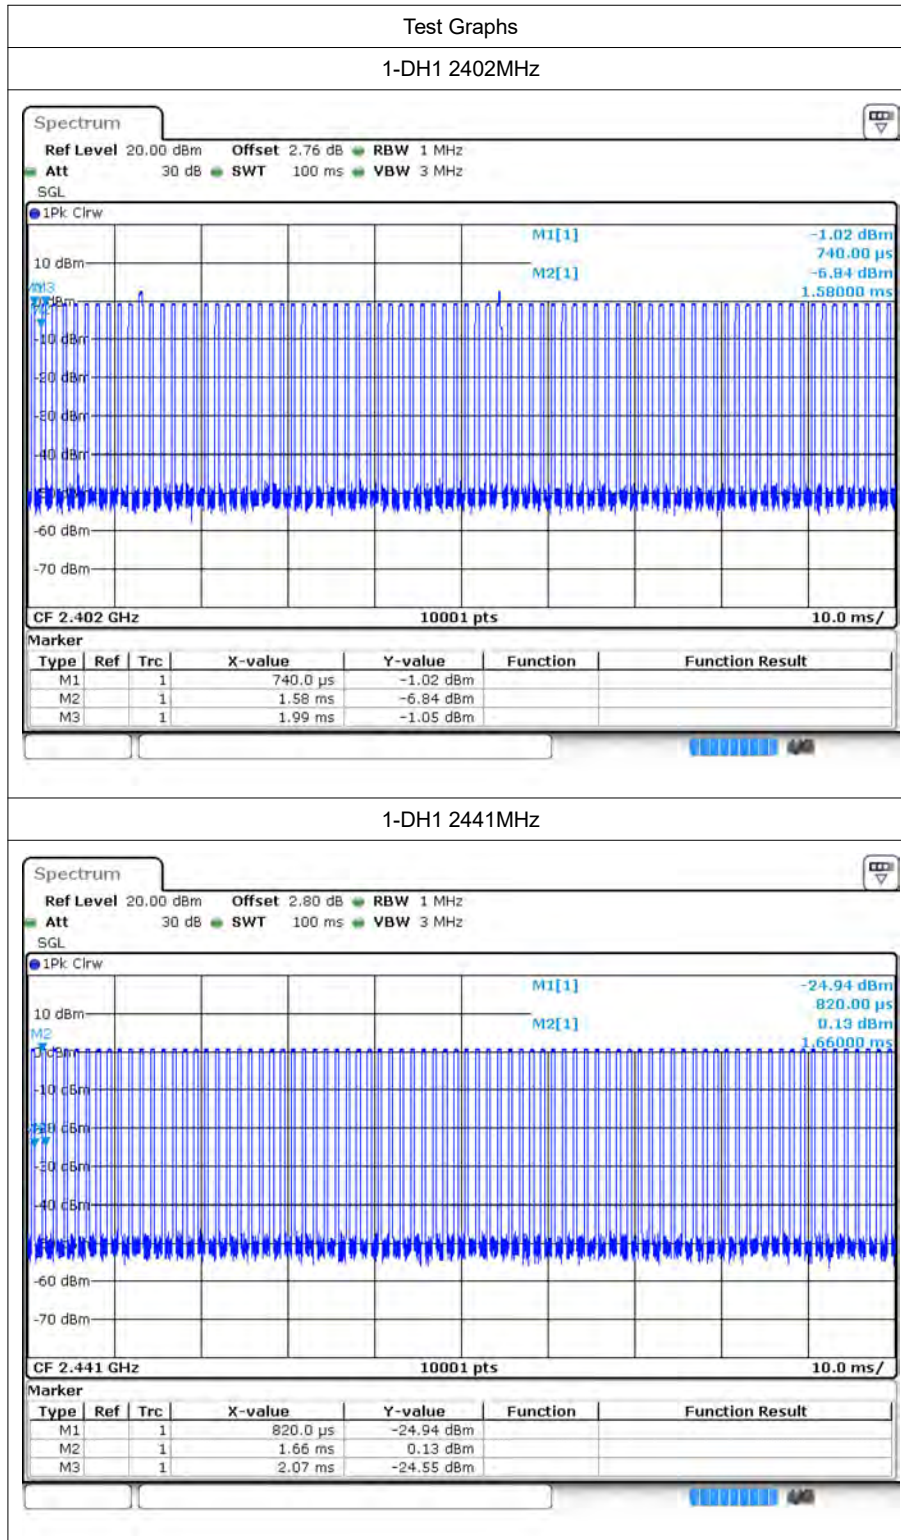 Test Graphs
1-DH1 2402MHz
Spectrum
Ref Level 20.00 dBm Offset 2.76 dB RBW 1 MHz
Att 30 dB SWT 100 ms VBW 3 MHz
SGL
1Pk Clrw
M1[1] -1.02 dBm
740.00 µs
10 dBm
M2[1] -6.84 dBm
1.58000 ms
-10 dBm
-20 dBm
-30 dBm
-40 dBm
-60 dBm
-70 dBm
CF 2.402 GHz 10001 pts 10.0 ms/
Marker
Type Ref Trc X-value Y-value Function Function Result
M1 1 740.0 µs -1.02 dBm
M2 1 1.58 ms -6.84 dBm
M3 1 1.99 ms -1.05 dBm
1-DH1 2441MHz
Spectrum
Ref Level 20.00 dBm Offset 2.80 dB RBW 1 MHz
Att 30 dB SWT 100 ms VBW 3 MHz
SGL
1Pk Clrw
M1[1] -24.94 dBm
820.00 µs
10 dBm
M2[1] 0.13 dBm
M2
1.66000 ms
0 dBm
-10 dBm
-30 dBm
-40 dBm
-60 dBm
-70 dBm
CF 2.441 GHz 10001 pts 10.0 ms/
Marker
Type Ref Trc X-value Y-value Function Function Result
M1 1 820.0 µs -24.94 dBm
M2 1 1.66 ms 0.13 dBm
M3 1 2.07 ms -24.55 dBm